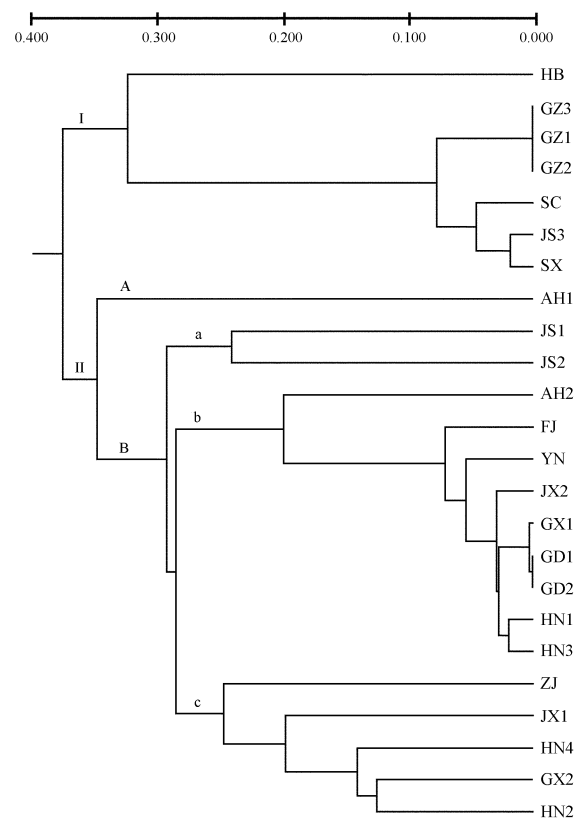 0.400 0.300 0.200 0.100 0.000
HB
GZ3
I
GZ1
GZ2
SC
JS3
SX
A
AH1
a
JS1
JS2
II
AH2
b
FJ
B
YN
JX2
GX1
GD1
GD2
HN1
HN3
ZJ
c
JX1
HN4
GX2
HN2